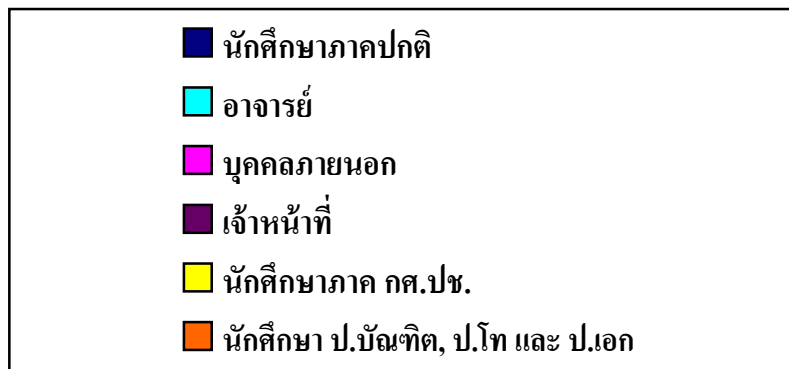 นักศึกษาภาคปกติ
อาจารย์
บุคคลภายนอก
เจ้าหน้าที่
นักศึกษาภาค กศ.ปช.
นักศึกษา ป.บัณฑิต, ป.โท และ ป.เอก